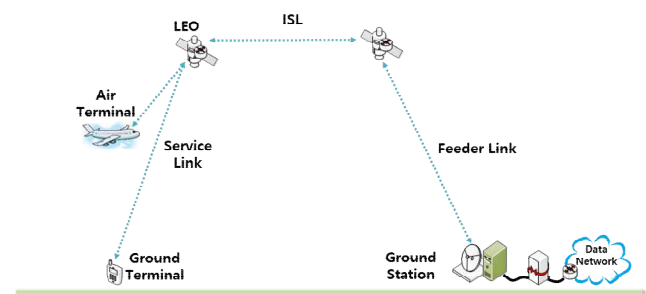 LEO
ISL
Air
Terminal
Service
Link
Feeder Link
Ground
Terminal
Ground
Station
Data
Network